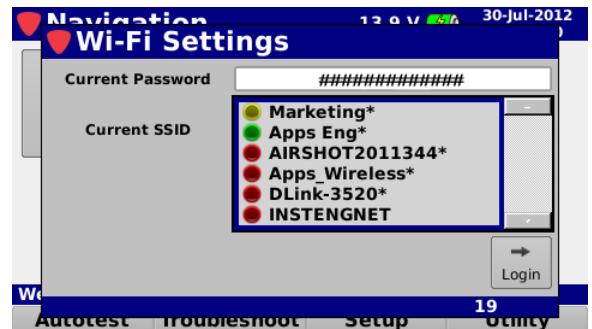 Navigation
13.9 V
30-Jul-2012
Wi-Fi Settings
Current Password
#############
Current SSID
Marketing*
Apps Eng*
AIRSHOT2011344*
Apps_Wireless*
DLink-3520*
INSTENGNET
Login
19
Autotest Troubleshoot Setup Utility